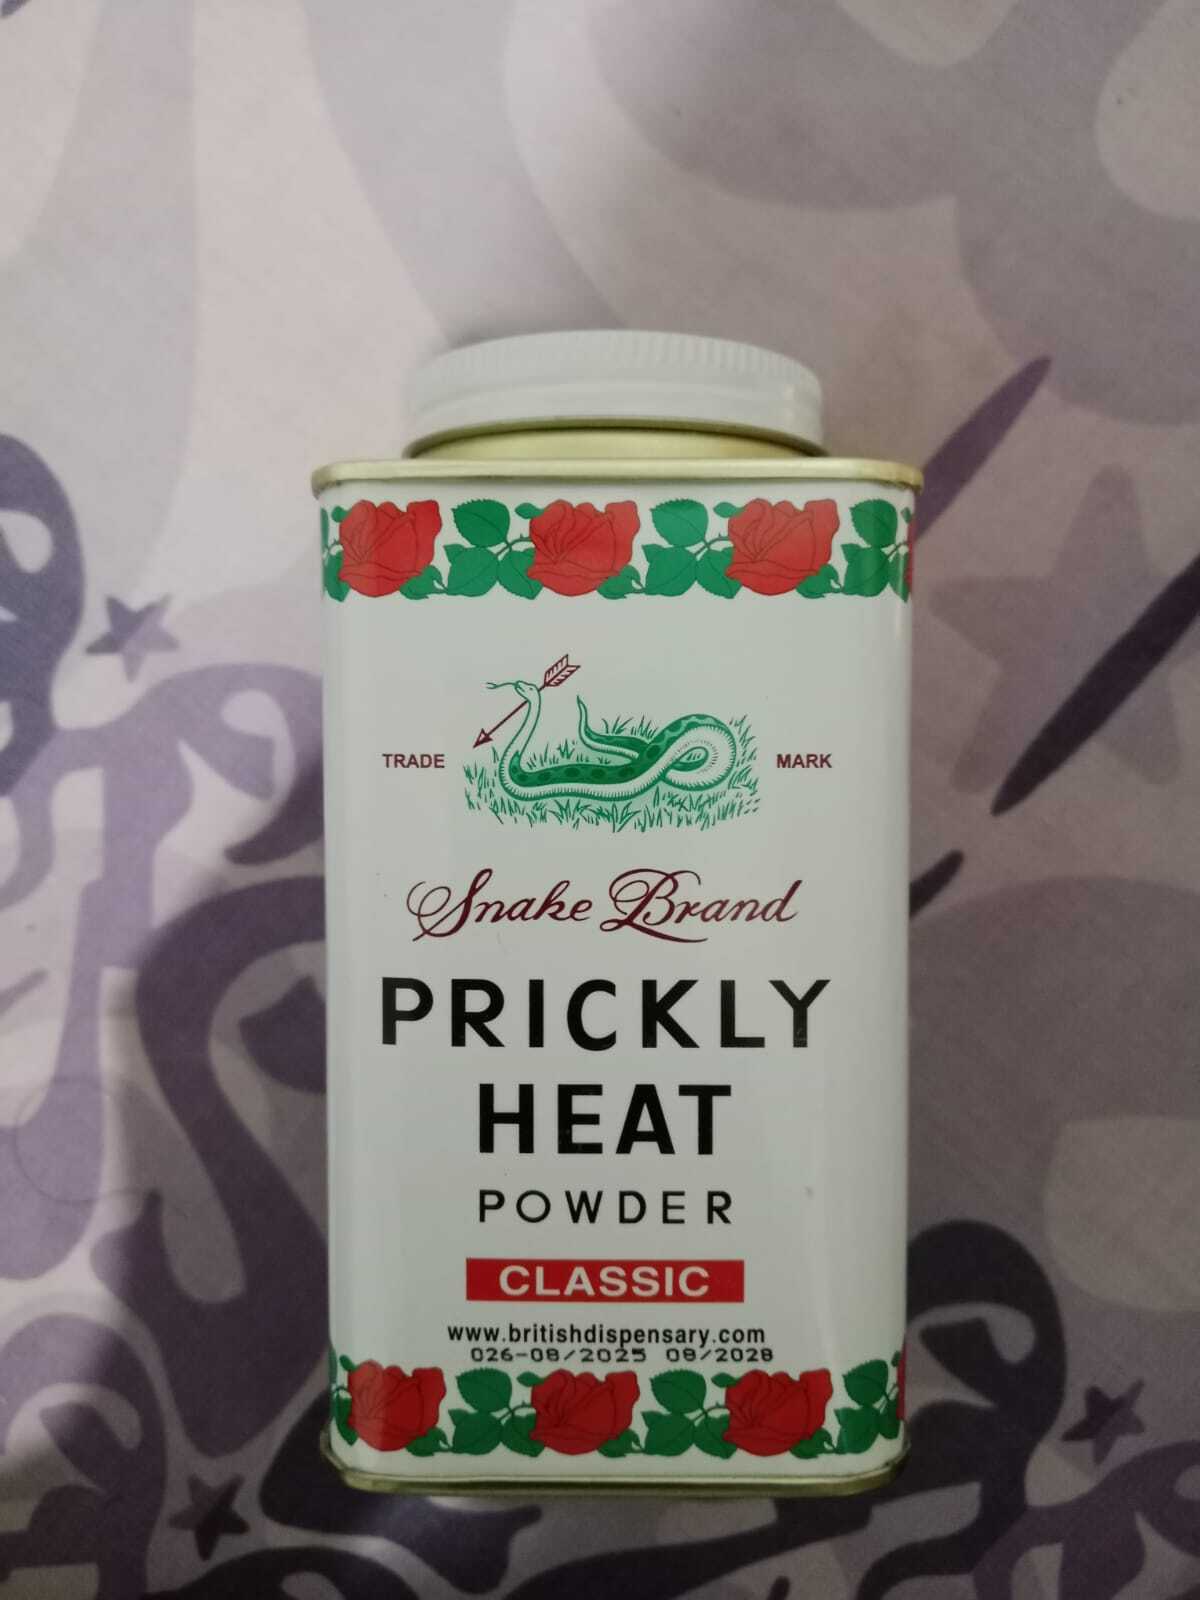 TRADE MARK
Snake Brand
PRICKLY
HEAT
POWDER
CLASSIC
www.britishdispensary.com
026-08/2025 08/2028